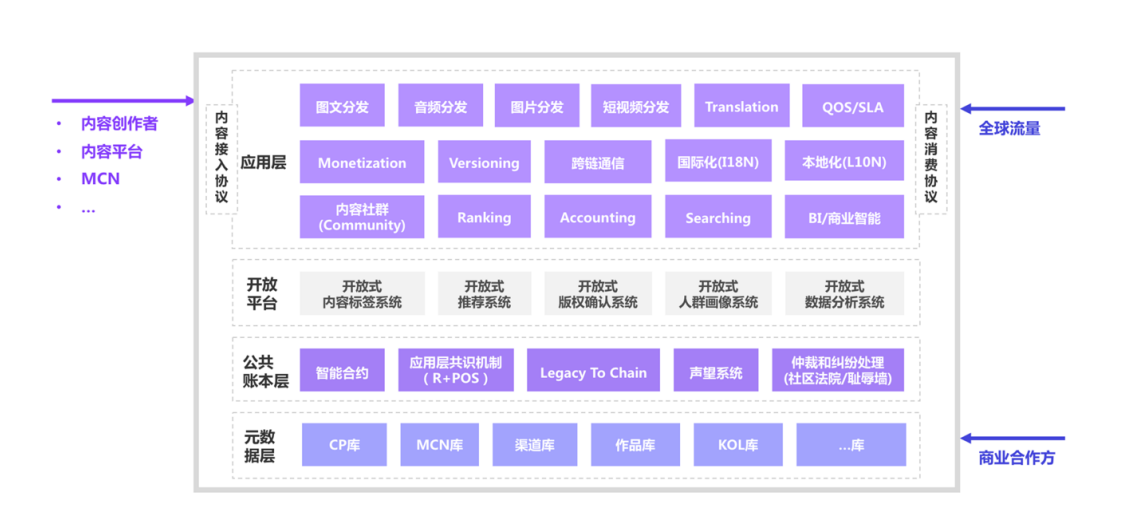 • 内容创作者
• 内容平台
• MCN
• ...
内容接入协议
应用层
图文分发
音频分发
图片分发
短视频分发
Translation
QOS/SLA
Monetization
Versioning
跨链通信
国际化(I18N)
本地化(L10N)
内容社群
(Community)
Ranking
Accounting
Searching
BI/商业智能
内容消费协议
全球流量
开放
平台
开放式
内容标签系统
开放式
推荐系统
开放式
版权确认系统
开放式
人群画像系统
开放式
数据分析系统
公共
账本层
智能合约
应用层共识机制
（R+POS）
Legacy To Chain
声望系统
仲裁和纠纷处理
(社区法院/耻辱墙)
元数
据层
CP库
MCN库
渠道库
作品库
KOL库
...库
商业合作方